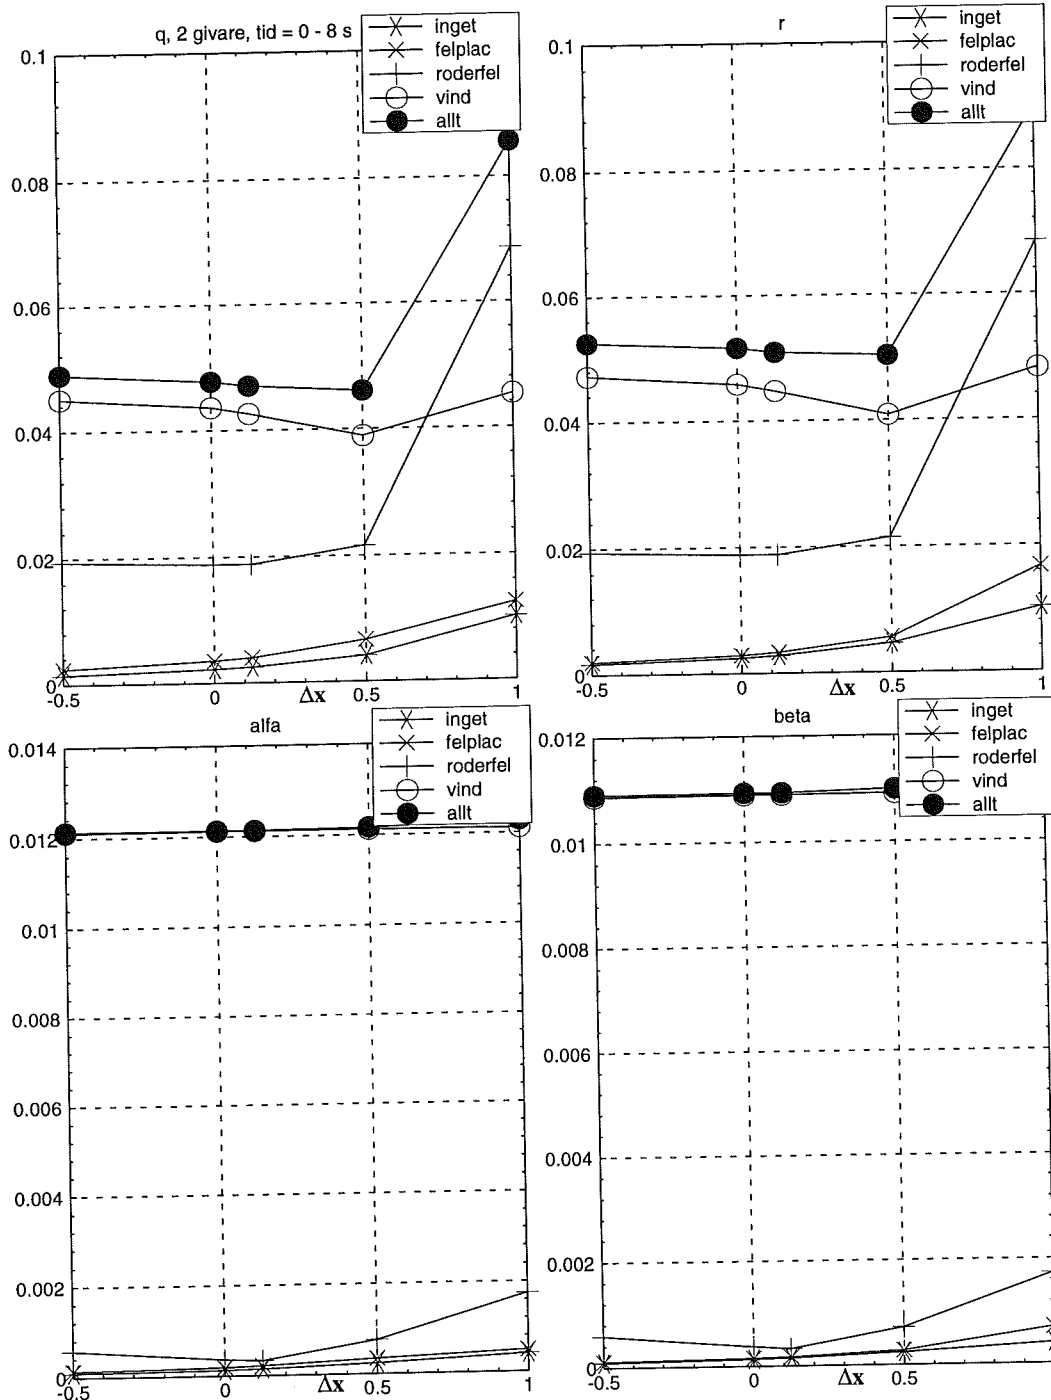 q, 2 givare, tid = 0 - 8 s
inget
felplac
roderfel
vind
allt
0.1
0.08
0.06
0.04
0.02
0
-0.5
0
Δx
0.5
1
r
inget
felplac
roderfel
vind
allt
0.1
0.08
0.06
0.04
0.02
0
-0.5
0
Δx
0.5
1
alfa
inget
felplac
roderfel
vind
allt
0.014
0.012
0.01
0.008
0.006
0.004
0.002
0
-0.5
0
Δx
0.5
1
beta
inget
felplac
roderfel
vind
allt
0.012
0.01
0.008
0.006
0.004
0.002
0
-0.5
0
0.5
Δx